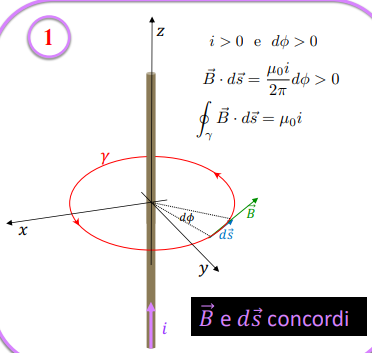 1
z
i > 0 e dϕ > 0
B⃗ · ds⃗ = μ₀i/2π dϕ > 0
∮γ B⃗ · ds⃗ = μ₀i
γ
B⃗
dϕ
ds⃗
x
y
i
B⃗ e ds⃗ concordi